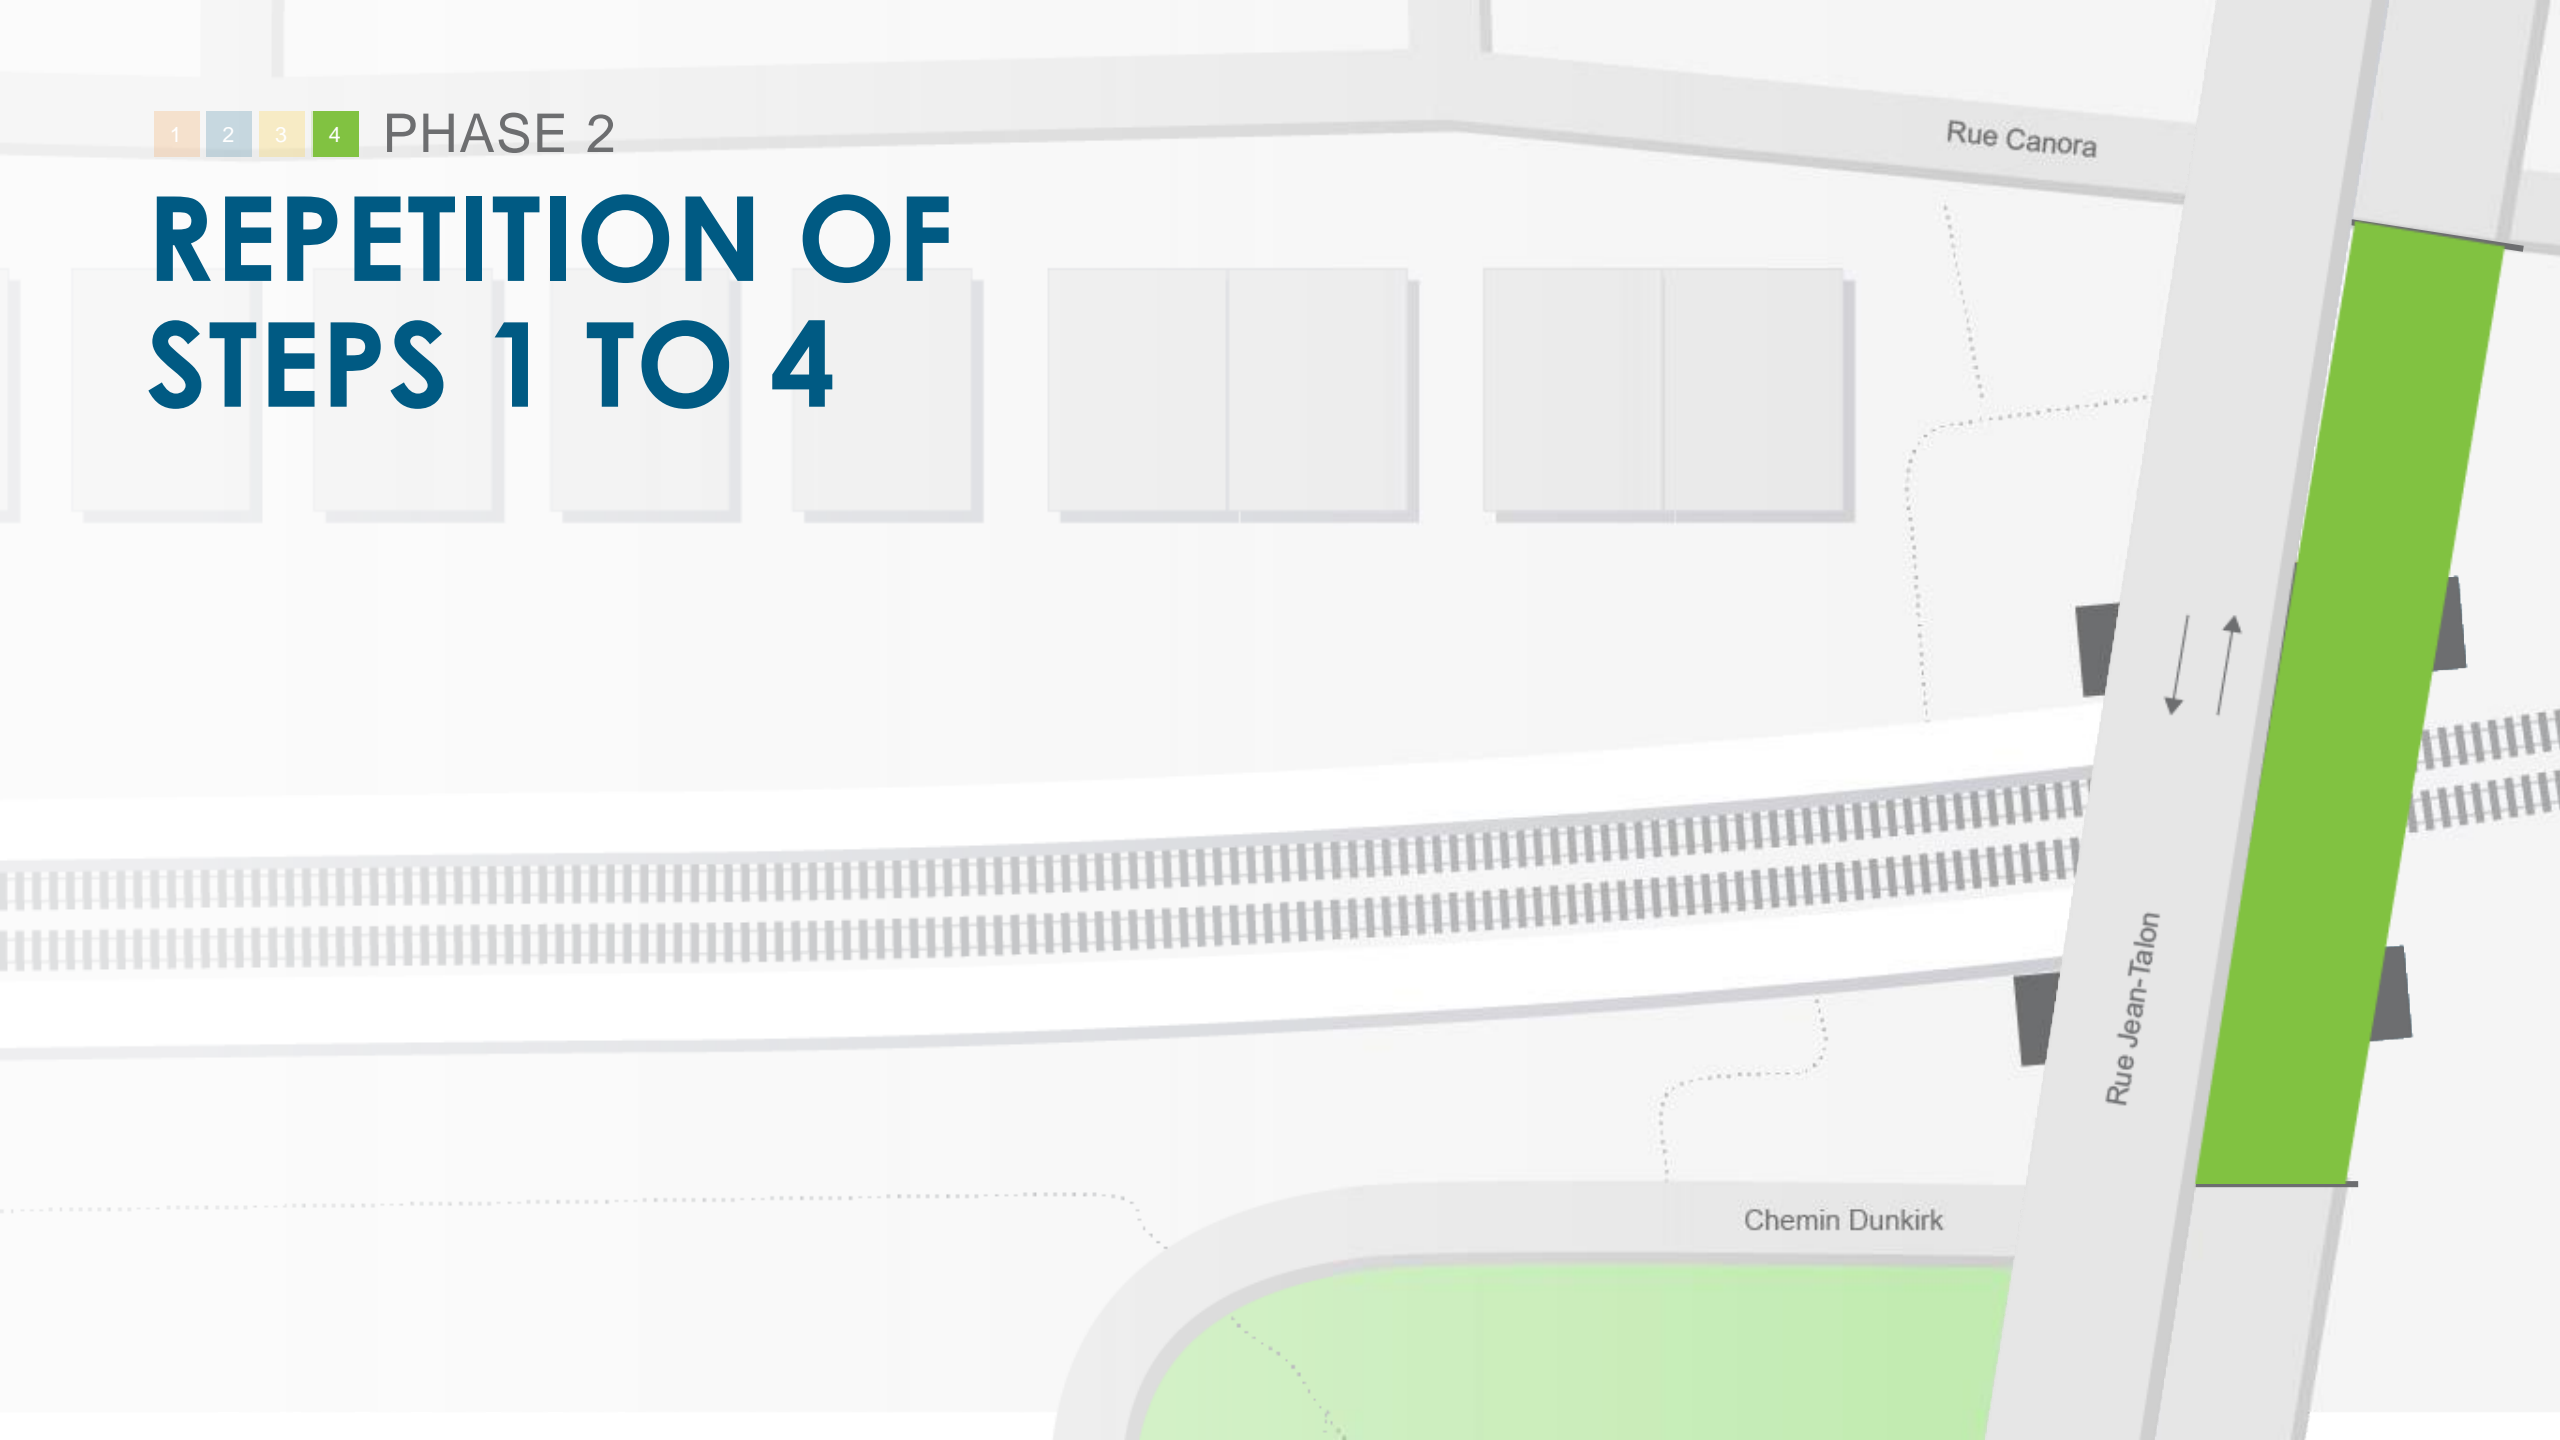 1 2 3 4 PHASE 2
REPETITION OF
STEPS 1 TO 4
Rue Canora
Rue Jean-Talon
Chemin Dunkirk